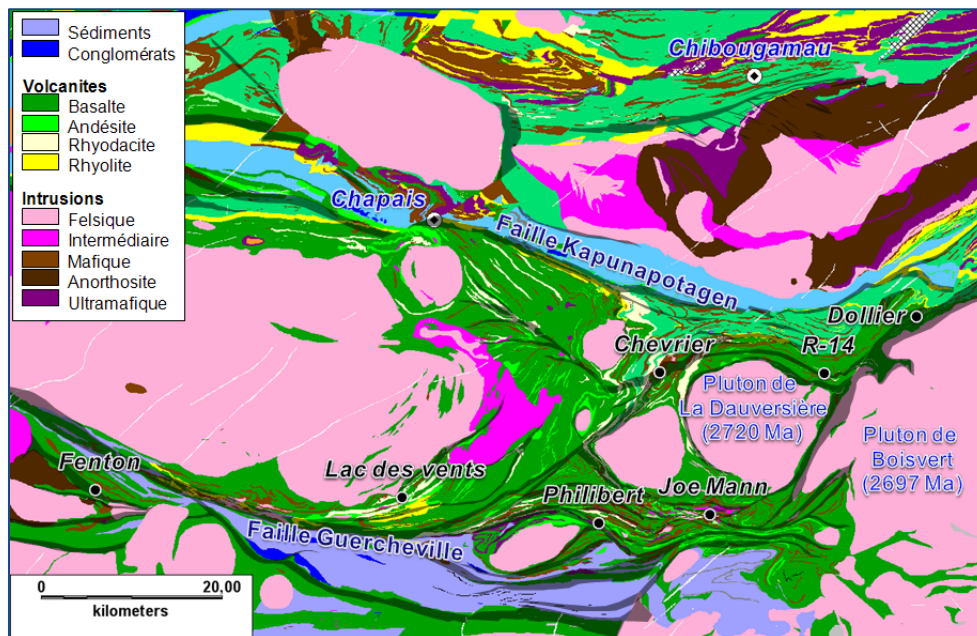 Sédiments
Conglomérats
Volcanites
Basalte
Andésite
Rhyodacite
Rhyolite
Intrusions
Felsique
Intermédiaire
Mafique
Anorthosite
Ultramafique
Chibougamau
Chapais
Faille Kapunapotagen
Dollier
Chevrier
R-14
Pluton de
La Dauversière
(2720 Ma)
Pluton de
Boisvert
(2697 Ma)
Fenton
Lac des vents
Philibert
Joe Mann
Faille Guercheville
0 20,00
kilometers